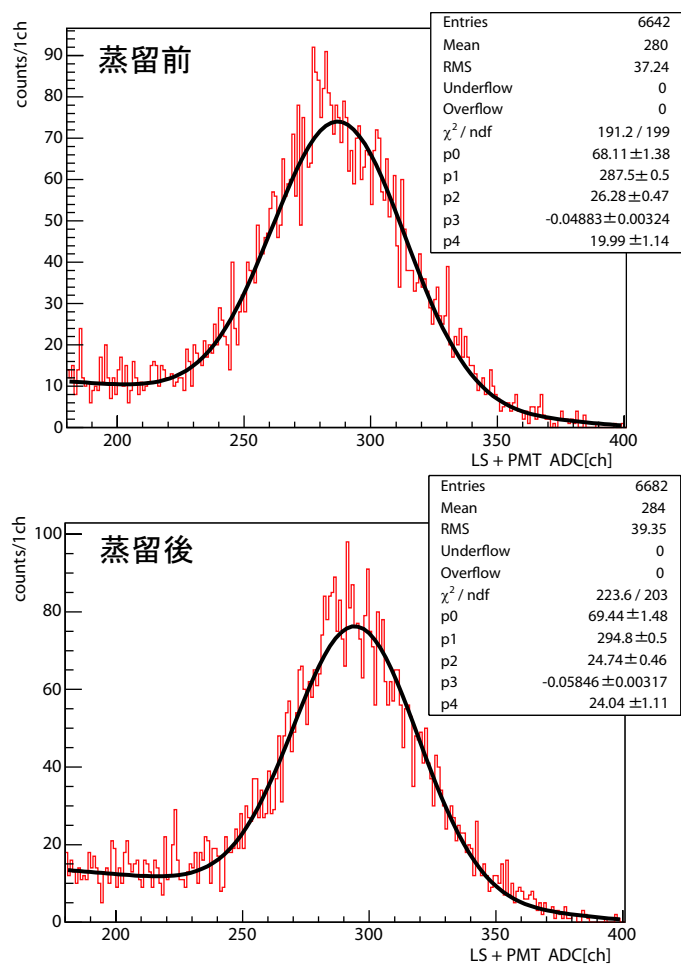 蒸留前
counts/1ch
Entries 6642
Mean 280
RMS 37.24
Underflow 0
Overflow 0
χ² / ndf 191.2 / 199
p0 68.11±1.38
p1 287.5±0.5
p2 26.28±0.47
p3 -0.04883±0.00324
p4 19.99±1.14
90
80
70
60
50
40
30
20
10
0
200 250 300 350 400
LS + PMT ADC[ch]
蒸留後
counts/1ch
Entries 6682
Mean 284
RMS 39.35
Underflow 0
Overflow 0
χ² / ndf 223.6 / 203
p0 69.44±1.48
p1 294.8±0.5
p2 24.74±0.46
p3 -0.05846±0.00317
p4 24.04±1.11
100
80
60
40
20
0
200 250 300 350 400
LS + PMT ADC[ch]